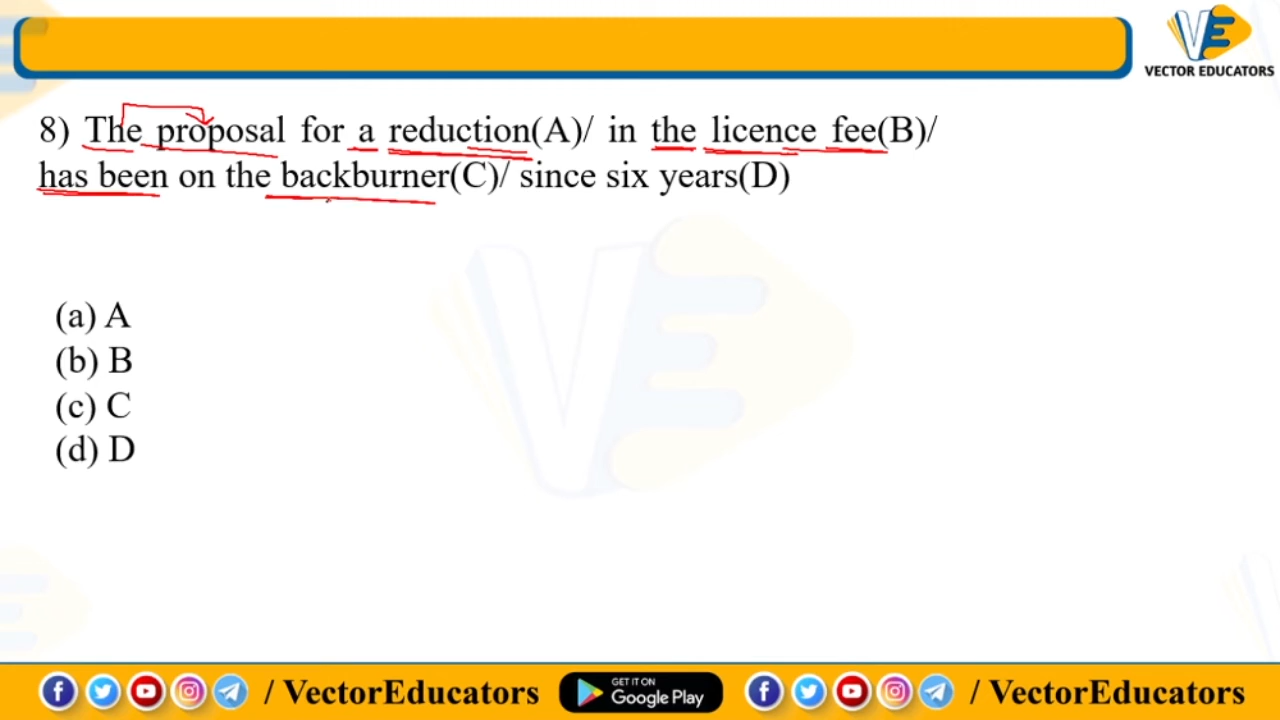 VECTOR EDUCATORS
8) The proposal for a reduction(A)/ in the licence fee(B)/
has been on the backburner(C)/ since six years(D)
(a) A
(b) B
(c) C
(d) D
/ VectorEducators
GET IT ON
Google Play
/ VectorEducators